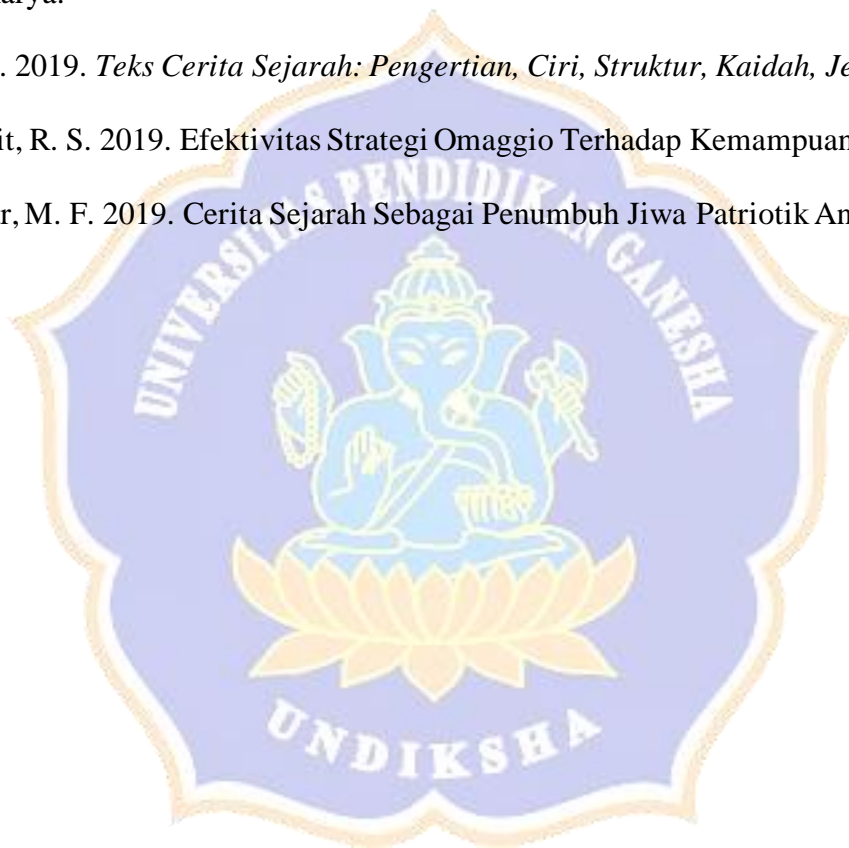 . 2019. Teks Cerita Sejarah: Pengertian, Ciri, Struktur, Kaidah, Je
it, R. S. 2019. Efektivitas Strategi Omaggio Terhadap Kemampuan
r, M. F. 2019. Cerita Sejarah Sebagai Penumbuh Jiwa Patriotik An
UNIVERSITAS PENDIDIKAN GANESHA
UNDIKSHA